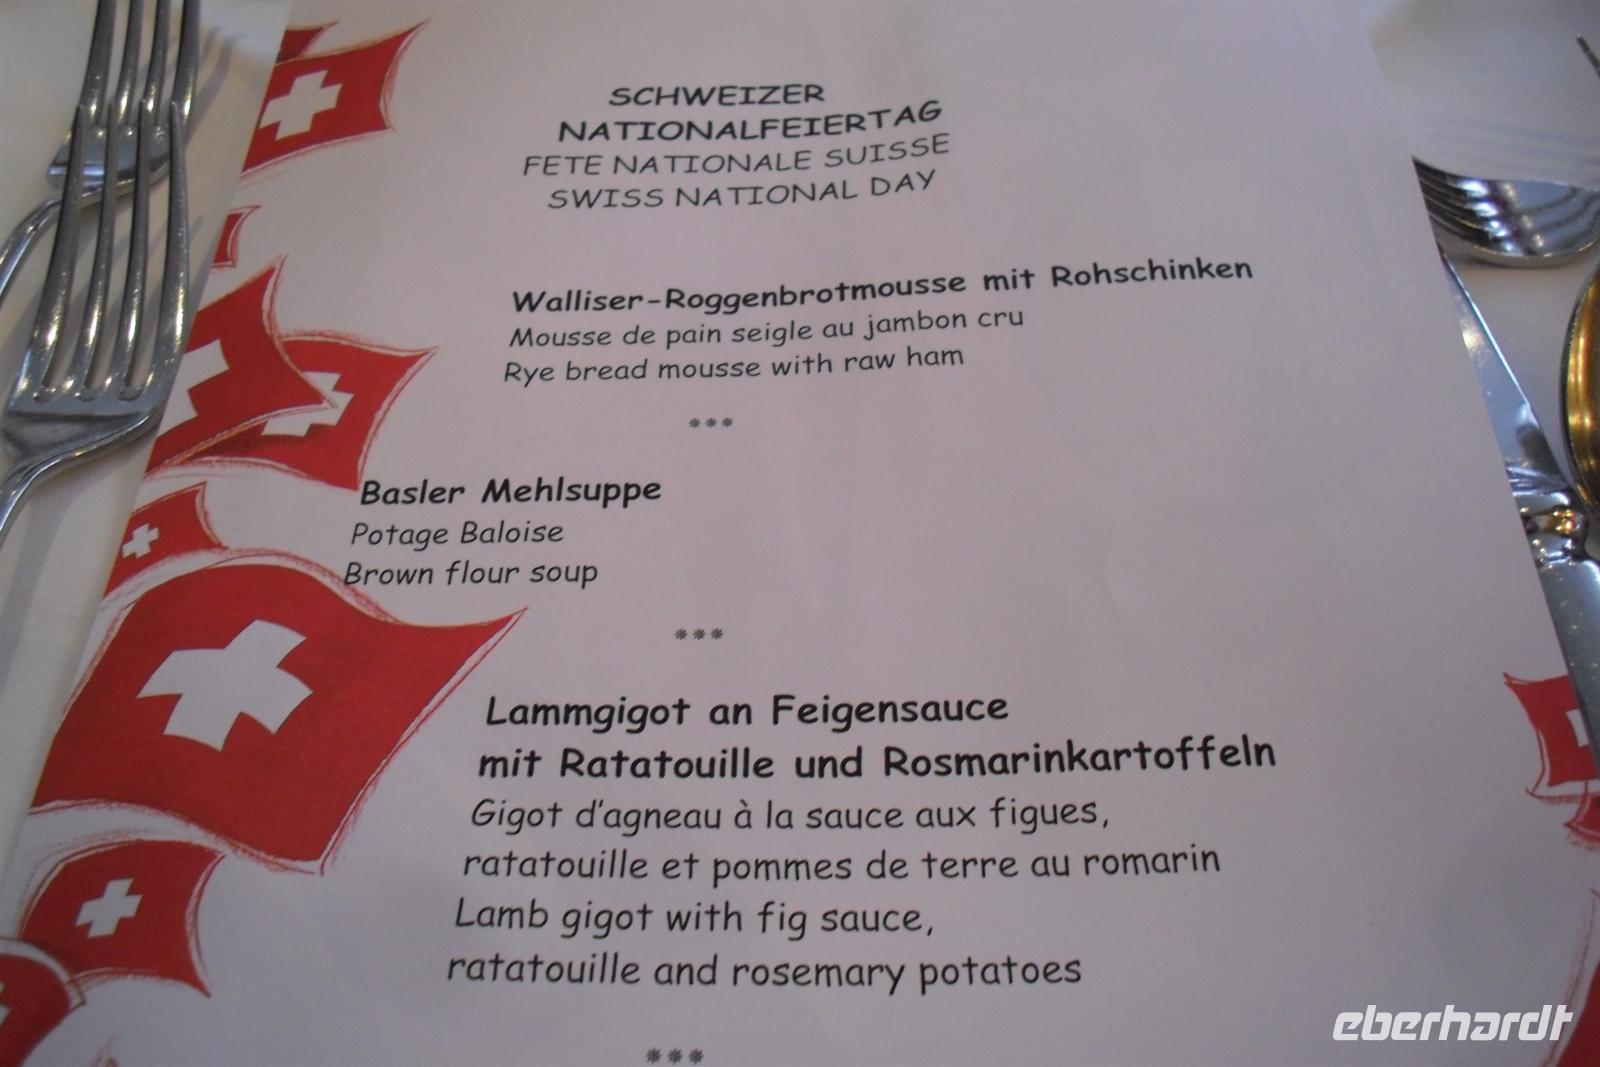 SCHWEIZER
NATIONALFEIERTAG
FETE NATIONALE SUISSE
SWISS NATIONAL DAY
Walliser-Roggenbrotmousse mit Rohschinken
Mousse de pain seigle au jambon cru
Rye bread mousse with raw ham
***
Basler Mehlsuppe
Potage Baloise
Brown flour soup
***
Lammgigot an Feigensauce
mit Ratatouille und Rosmarinkartoffeln
Gigot d'agneau à la sauce aux figues,
ratatouille et pommes de terre au romarin
Lamb gigot with fig sauce,
ratatouille and rosemary potatoes
***
eberhardt